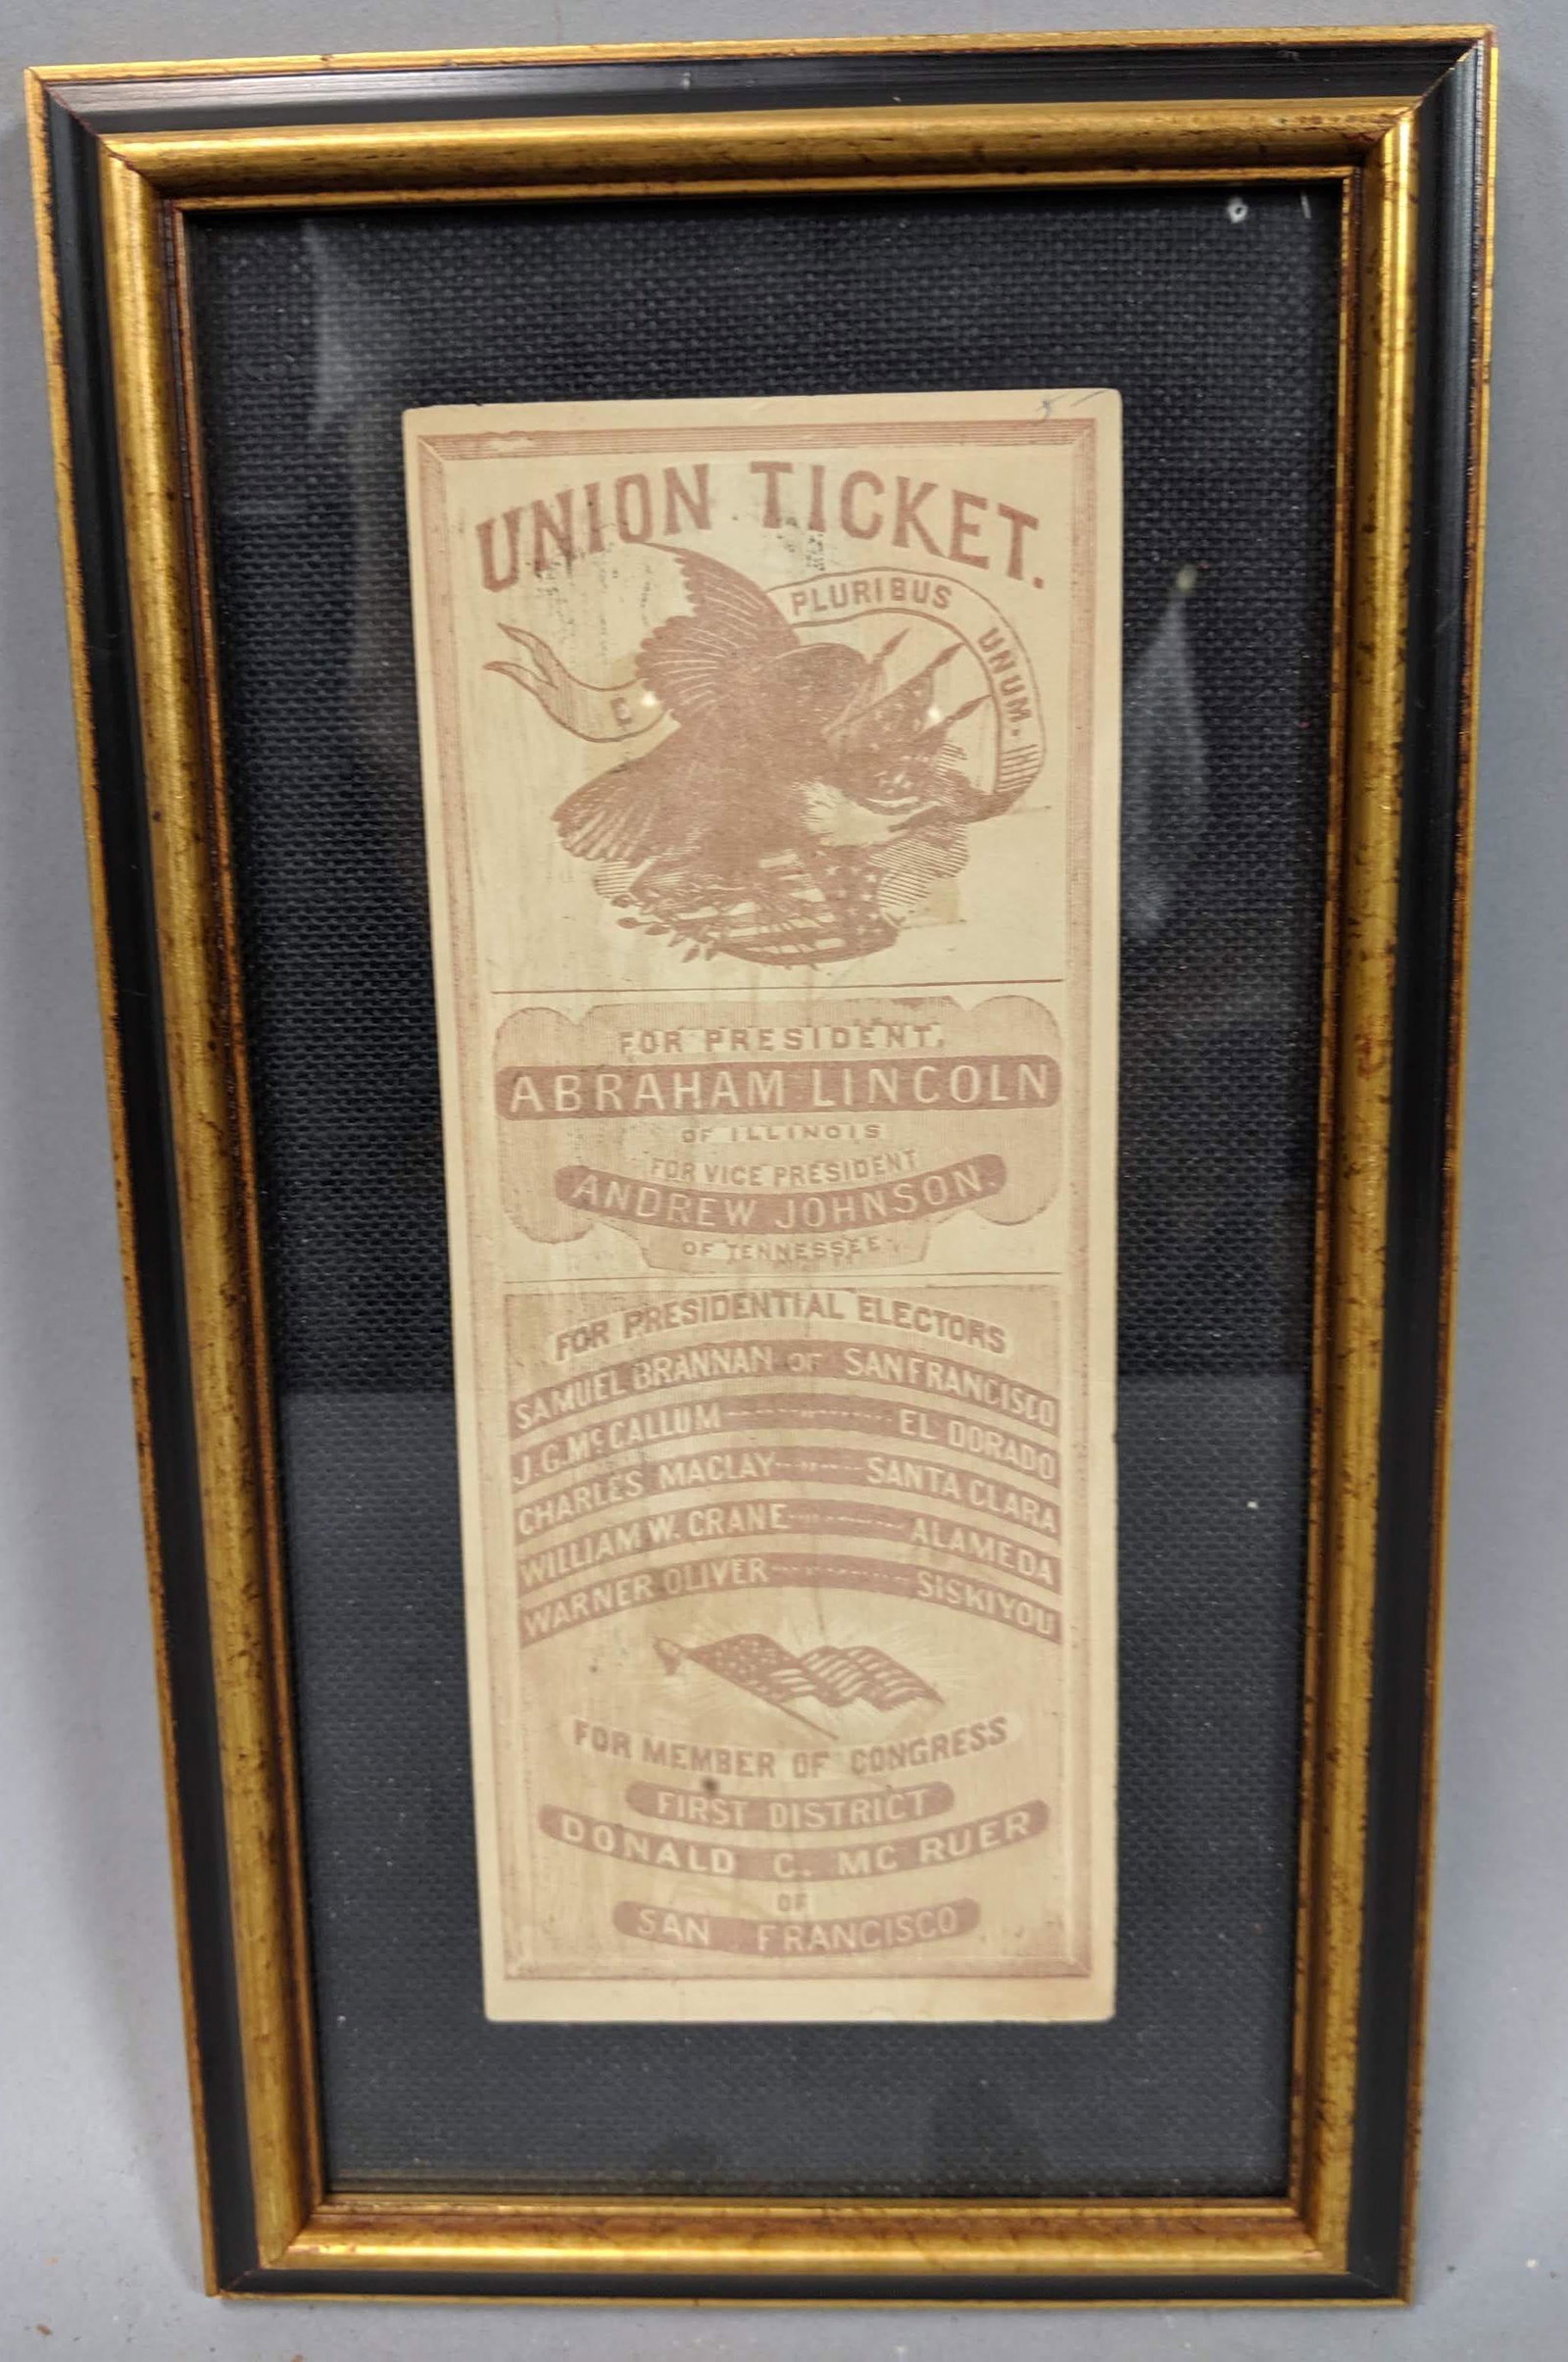 UNION TICKET.
E PLURIBUS UNUM.
FOR PRESIDENT,
ABRAHAM LINCOLN
OF ILLINOIS
FOR VICE PRESIDENT
ANDREW JOHNSON.
OF TENNESSEE.
FOR PRESIDENTIAL ELECTORS
SAMUEL BRANNAN OF SAN FRANCISCO
J.G. Mc CALLUM " EL DORADO
CHARLES MACLAY " SANTA CLARA
WILLIAM W. CRANE " ALAMEDA
WARNER OLIVER " SISKIYOU
FOR MEMBER OF CONGRESS
FIRST DISTRICT
DONALD C. MC RUER
OF
SAN FRANCISCO